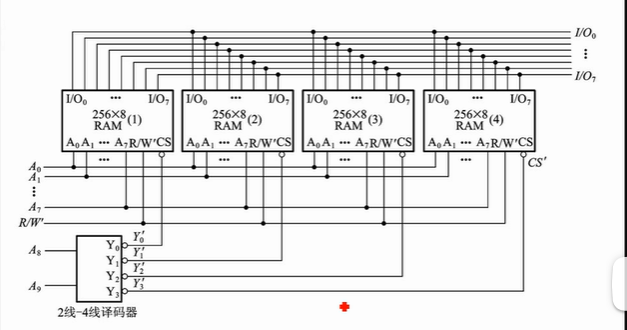 I/O₀
⋮
I/O₇
I/O₀ ··· I/O₇
256×8
RAM (1)
A₀ A₁ ··· A₇ R/W' CS
···
I/O₀ ··· I/O₇
256×8
RAM (2)
A₀ A₁ ··· A₇ R/W' CS
···
I/O₀ ··· I/O₇
256×8
RAM (3)
A₀ A₁ ··· A₇ R/W' CS
···
I/O₀ ··· I/O₇
256×8
RAM (4)
A₀ A₁ ··· A₇ R/W' CS
···
CS'
A₀
A₁
⋮
A₇
R/W'
A₈
A₉
Y₀ Y₀'
Y₁ Y₁'
Y₂ Y₂'
Y₃ Y₃'
2线-4线译码器